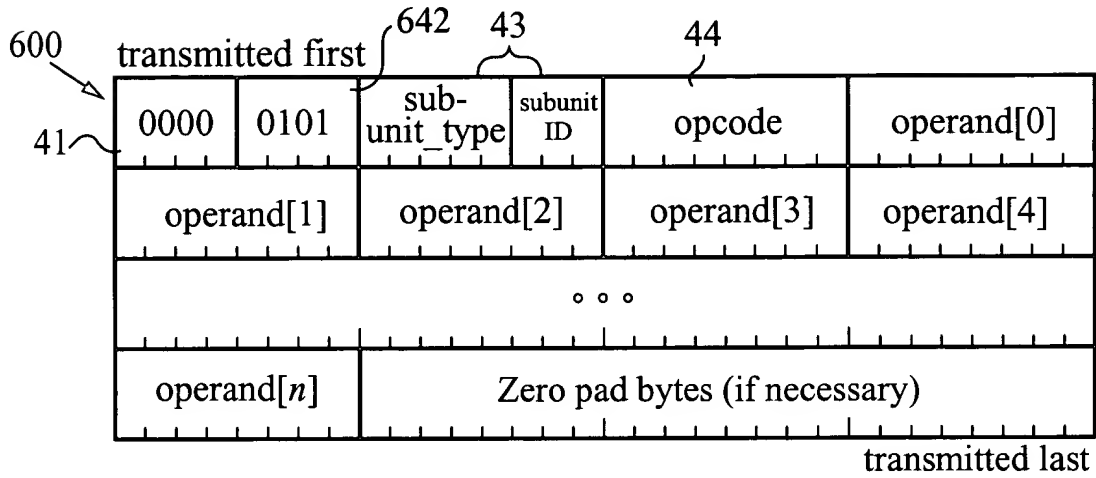 600 transmitted first 642 43 44
41 0000 0101 sub-unit_type subunit ID opcode operand[0]
operand[1] operand[2] operand[3] operand[4]
operand[n] Zero pad bytes (if necessary)
transmitted last